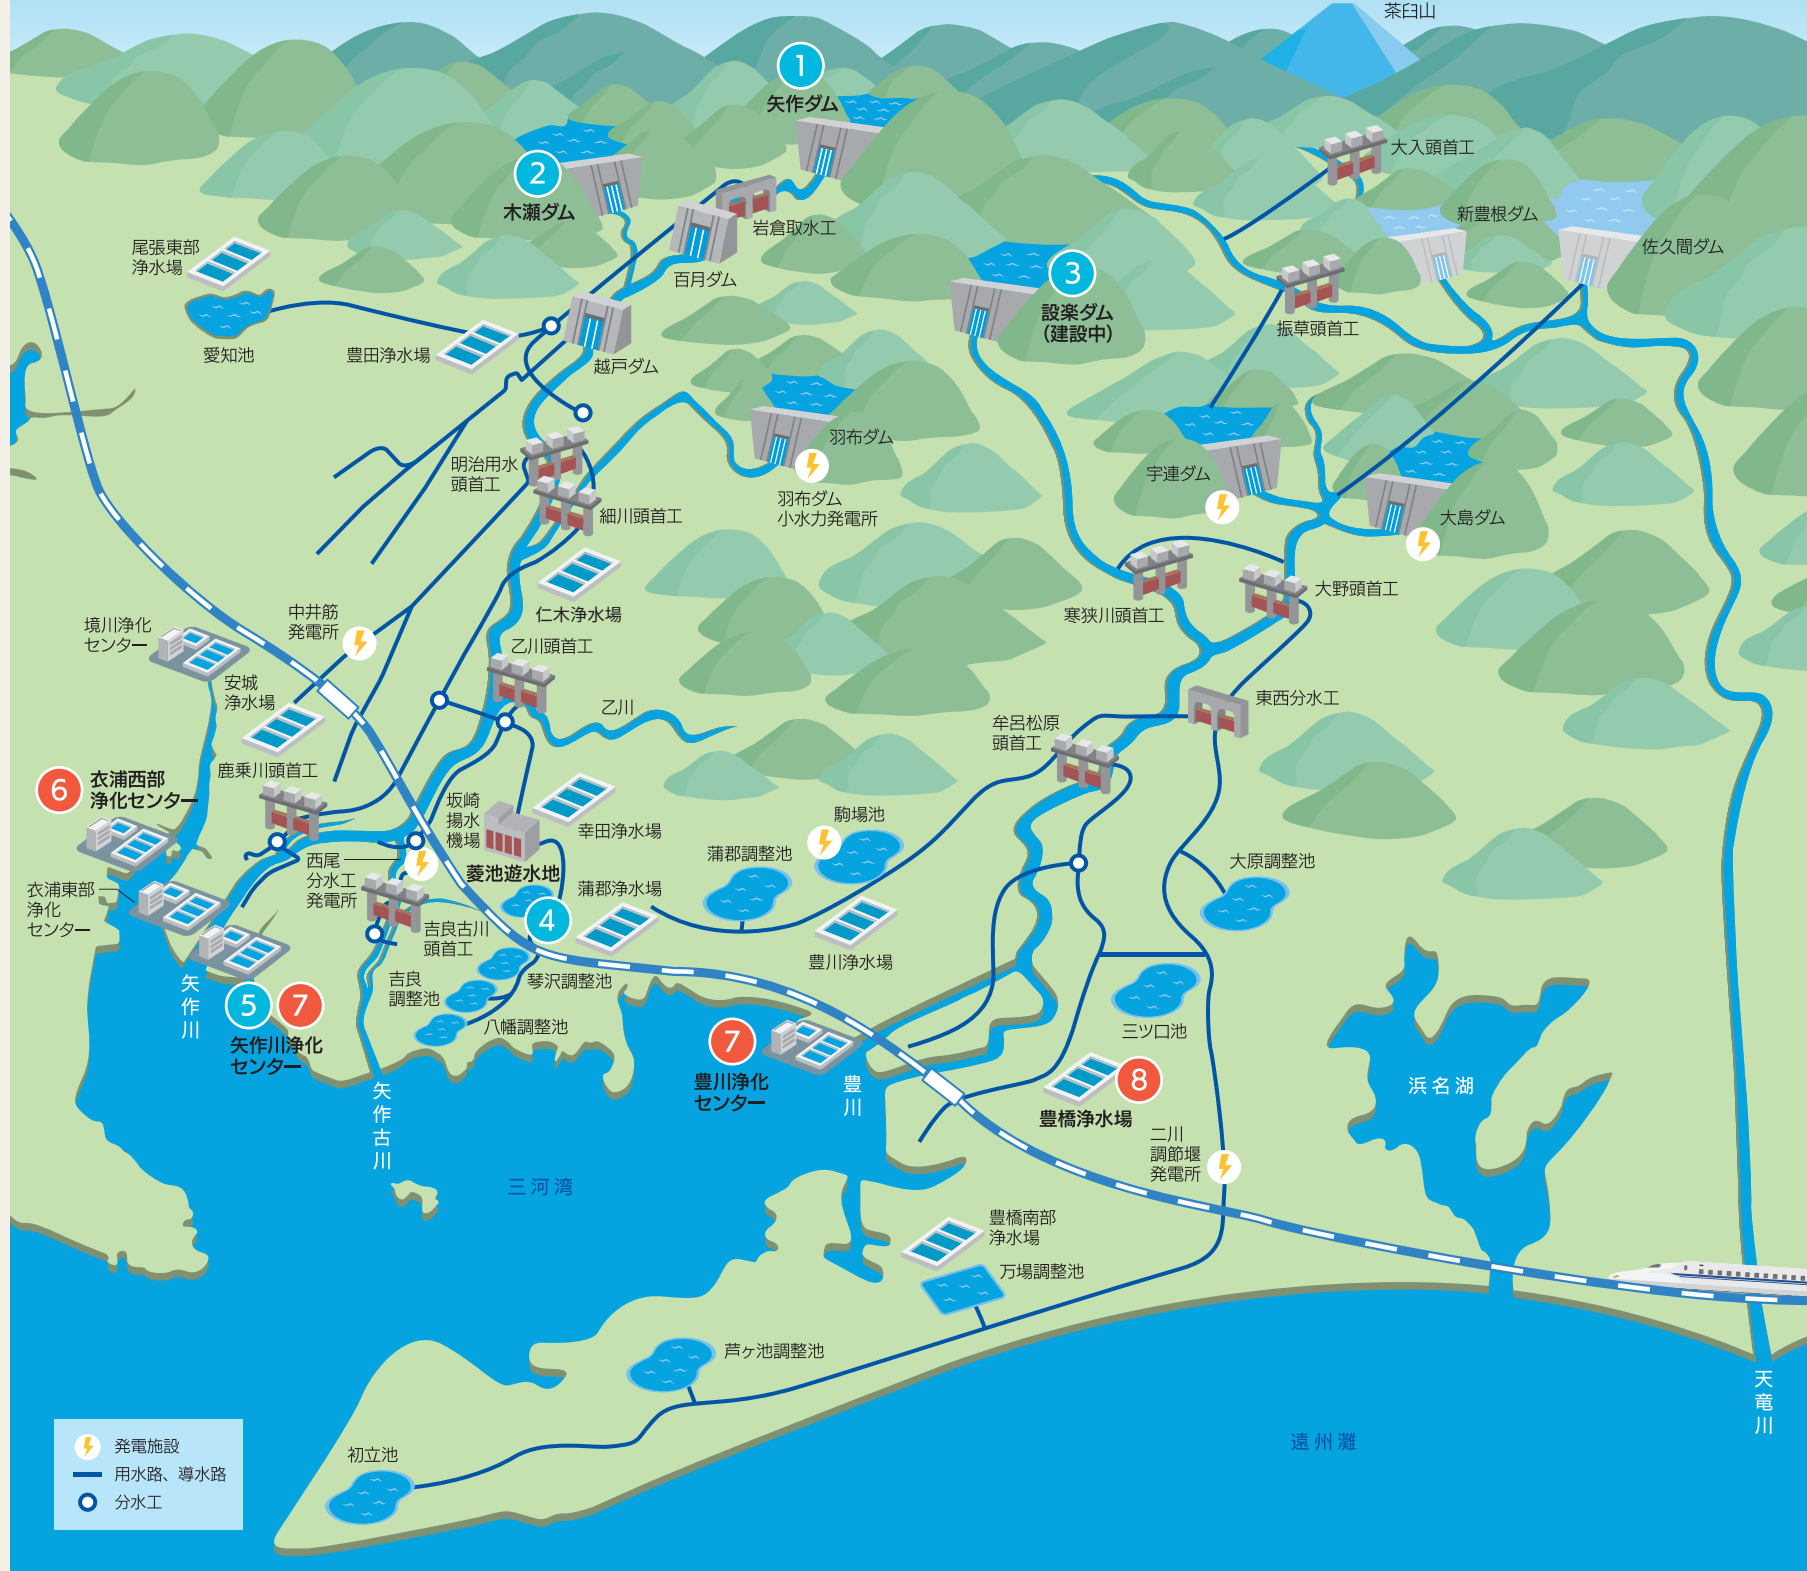 茶臼山
1
矢作ダム
2
木瀬ダム
岩倉取水工
百月ダム
尾張東部
浄水場
愛知池
豊田浄水場
越戸ダム
3
設楽ダム
(建設中)
大入頭首工
新豊根ダム
佐久間ダム
振草頭首工
羽布ダム
羽布ダム
小水力発電所
宇連ダム
大島ダム
明治用水
頭首工
細川頭首工
仁木浄水場
乙川頭首工
乙川
寒狭川頭首工
大野頭首工
東西分水工
牟呂松原
頭首工
境川浄化
センター
中井筋
発電所
安城
浄水場
鹿乗川頭首工
6
衣浦西部
浄化センター
衣浦東部
浄化
センター
西尾
分水工
発電所
坂崎
揚水
機場
幸田浄水場
菱池遊水地
4
蒲郡浄水場
蒲郡調整池
駒場池
豊川浄水場
大原調整池
三ツ口池
吉良古川
頭首工
吉良
調整池
琴沢調整池
八幡調整池
矢作川
5
7
矢作川浄化
センター
矢作古川
7
豊川浄化
センター
豊川
8
豊橋浄水場
二川
調節堰
発電所
浜名湖
三河湾
豊橋南部
浄水場
万場調整池
芦ヶ池調整池
初立池
天竜川
遠州灘
発電施設
用水路、導水路
分水工